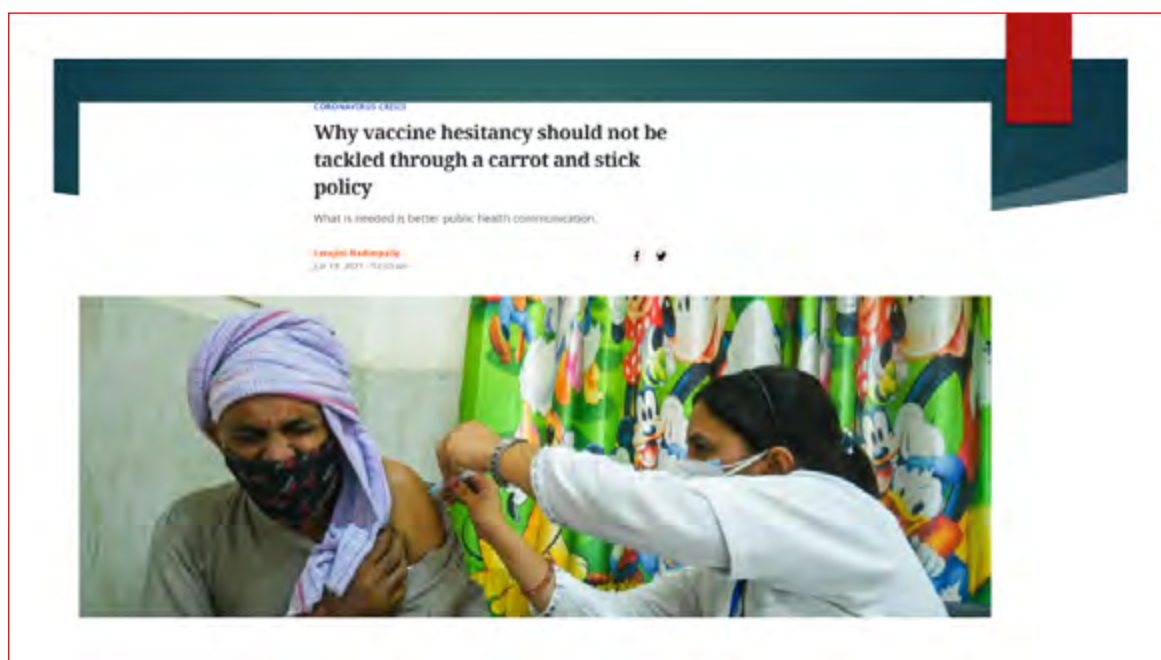 CORONAVIRUS CRISIS
Why vaccine hesitancy should not be
tackled through a carrot and stick
policy
What is needed is better public health communication.